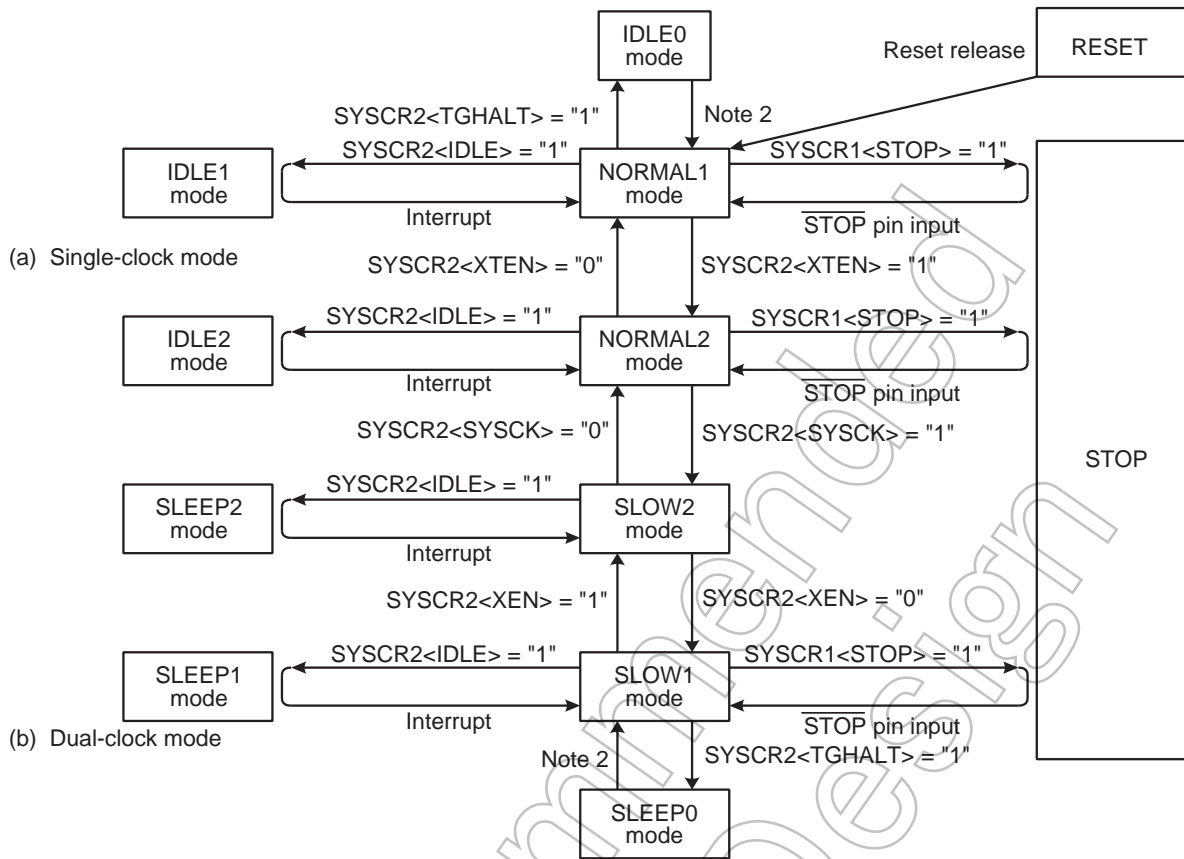 IDLE0
mode
Reset release
RESET
SYSCR2<TGHALT> = "1"
Note 2
IDLE1
mode
SYSCR2<IDLE> = "1"
Interrupt
NORMAL1
mode
SYSCR1<STOP> = "1"
STOP pin input
(a) Single-clock mode
SYSCR2<XTEN> = "0"
SYSCR2<XTEN> = "1"
IDLE2
mode
SYSCR2<IDLE> = "1"
Interrupt
NORMAL2
mode
SYSCR1<STOP> = "1"
STOP pin input
SYSCR2<SYSCK> = "0"
SYSCR2<SYSCK> = "1"
STOP
SLEEP2
mode
SYSCR2<IDLE> = "1"
Interrupt
SLOW2
mode
SYSCR2<XEN> = "1"
SYSCR2<XEN> = "0"
SLEEP1
mode
SYSCR2<IDLE> = "1"
Interrupt
SLOW1
mode
SYSCR1<STOP> = "1"
STOP pin input
(b) Dual-clock mode
Note 2
SYSCR2<TGHALT> = "1"
SLEEP0
mode
mmended
Design